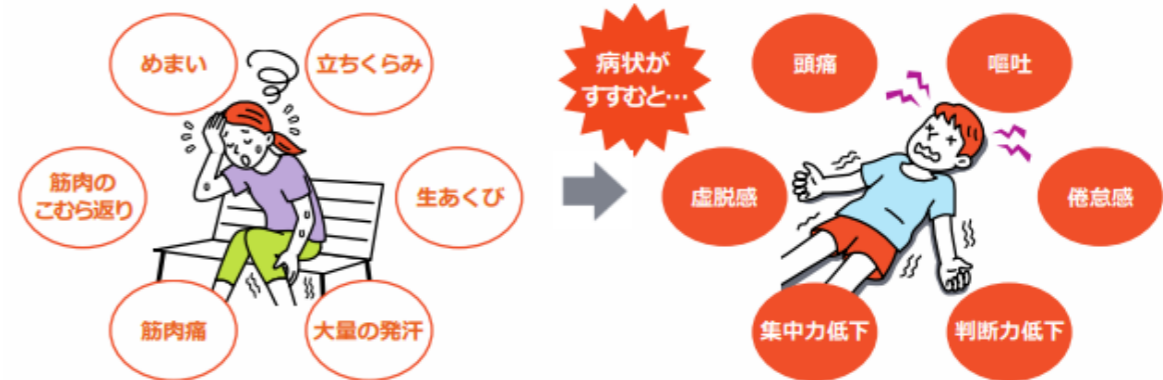 めまい
立ちくらみ
筋肉の
こむら返り
生あくび
筋肉痛
大量の発汗
病状が
すすむと…
頭痛
嘔吐
虚脱感
倦怠感
集中力低下
判断力低下